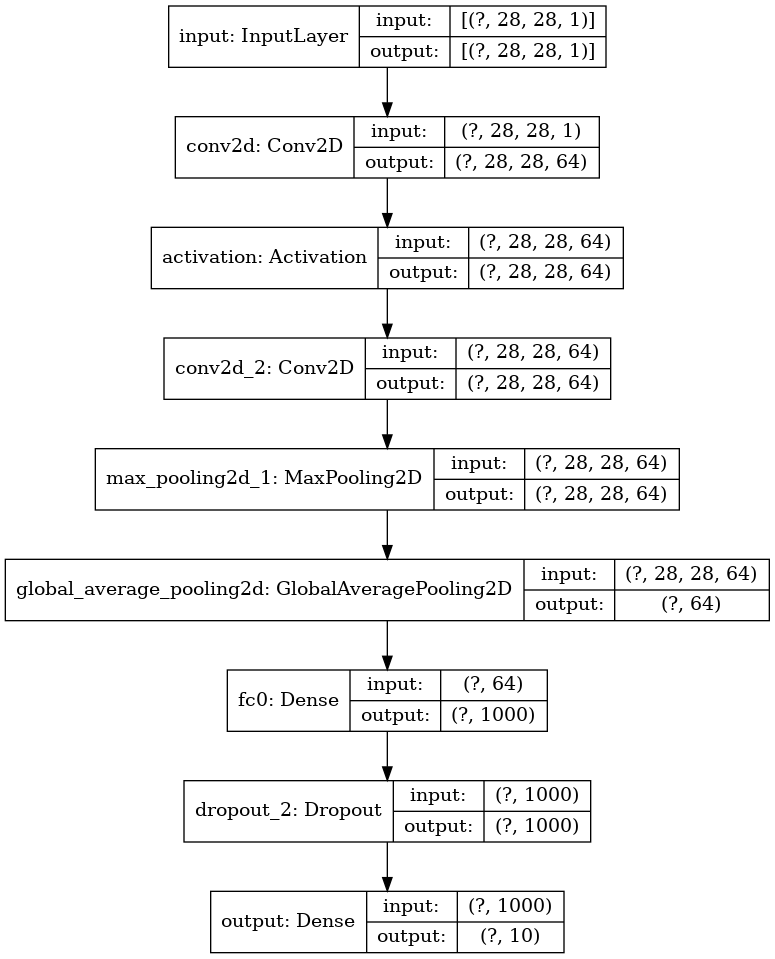 input: InputLayer
input:
[(?, 28, 28, 1)]
output:
[(?, 28, 28, 1)]
conv2d: Conv2D
input:
(?, 28, 28, 1)
output:
(?, 28, 28, 64)
activation: Activation
input:
(?, 28, 28, 64)
output:
(?, 28, 28, 64)
conv2d_2: Conv2D
input:
(?, 28, 28, 64)
output:
(?, 28, 28, 64)
max_pooling2d_1: MaxPooling2D
input:
(?, 28, 28, 64)
output:
(?, 28, 28, 64)
global_average_pooling2d: GlobalAveragePooling2D
input:
(?, 28, 28, 64)
output:
(?, 64)
fc0: Dense
input:
(?, 64)
output:
(?, 1000)
dropout_2: Dropout
input:
(?, 1000)
output:
(?, 1000)
output: Dense
input:
(?, 1000)
output:
(?, 10)